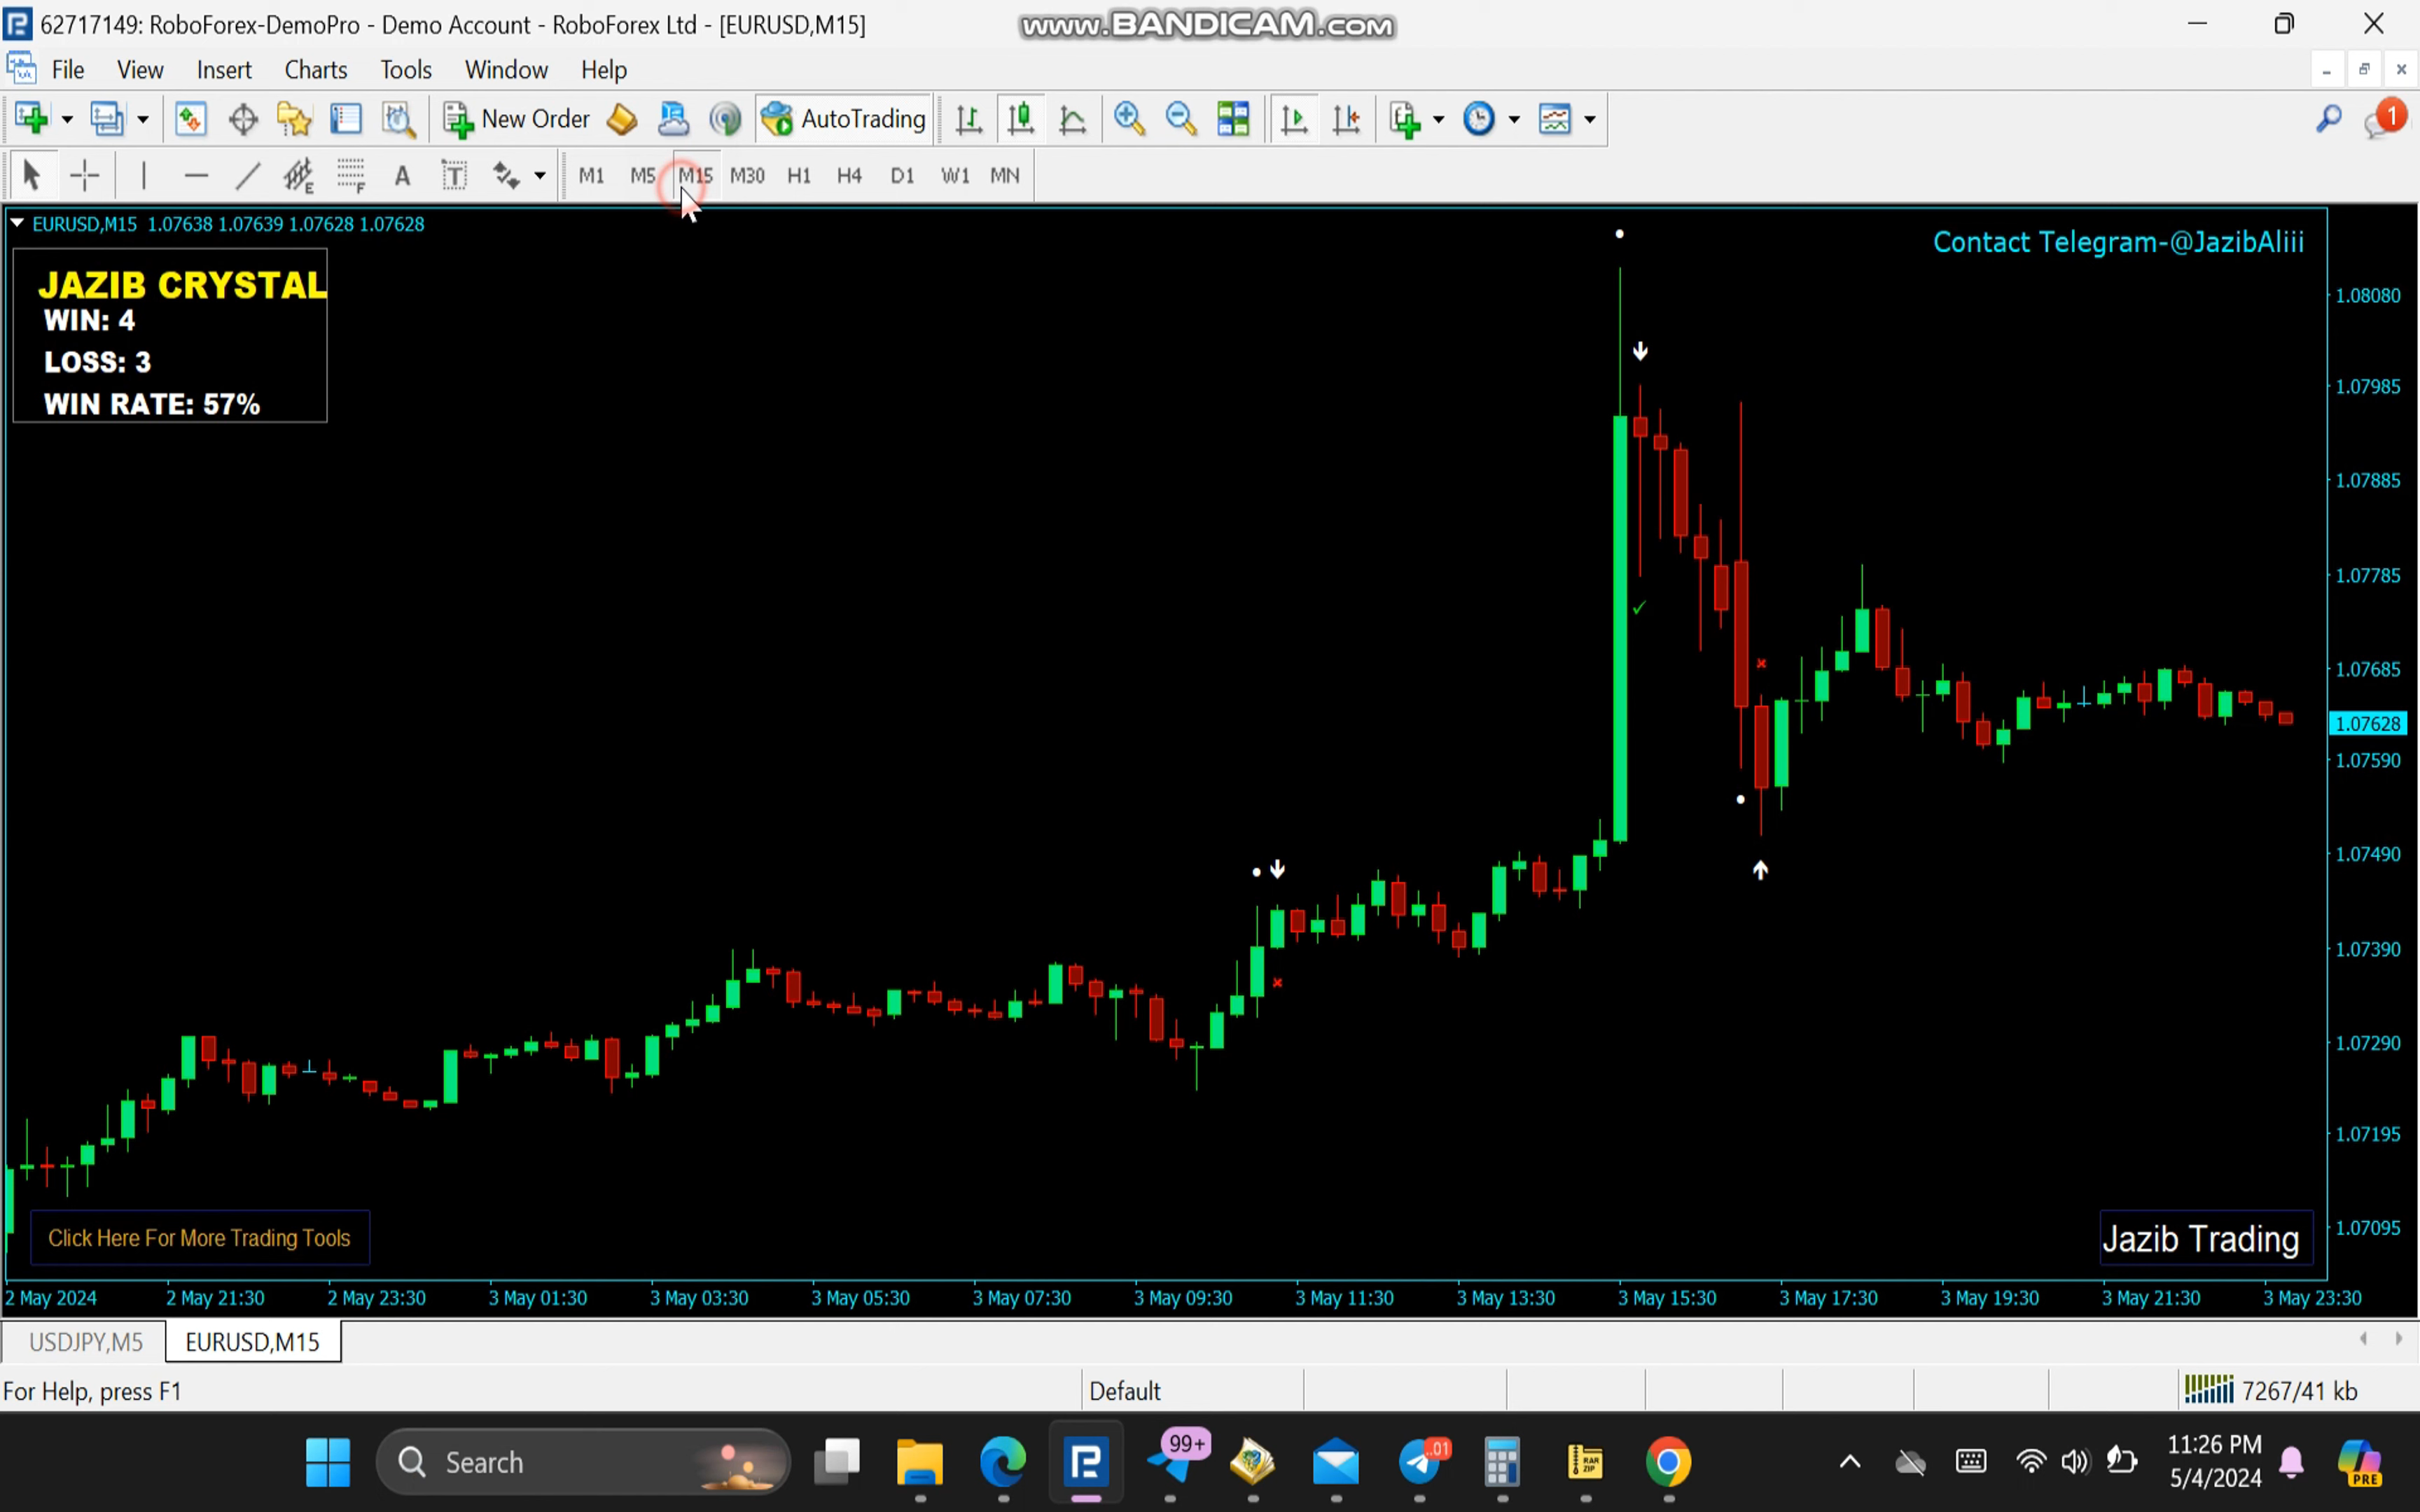 62717149: RoboForex-DemoPro - Demo Account - RoboForex Ltd - [EURUSD,M15]
www.BANDICAM.com
File View Insert Charts Tools Window Help
New Order AutoTrading
1
E F A T M1 M5 M15 M30 H1 H4 D1 W1 MN
EURUSD,M15 1.07638 1.07639 1.07628 1.07628
Contact Telegram-@JazibAliii
JAZIB CRYSTAL
WIN: 4
LOSS: 3
WIN RATE: 57%
1.08080
1.07985
1.07885
1.07785
1.07685
1.07628
1.07590
1.07490
1.07390
1.07290
1.07195
1.07095
Click Here For More Trading Tools
Jazib Trading
2 May 2024 2 May 21:30 2 May 23:30 3 May 01:30 3 May 03:30 3 May 05:30 3 May 07:30 3 May 09:30 3 May 11:30 3 May 13:30 3 May 15:30 3 May 17:30 3 May 19:30 3 May 21:30 3 May 23:30
USDJPY,M5 EURUSD,M15
For Help, press F1
Default
7267/41 kb
Search
99+
..01
RAR
ZIP
11:26 PM
5/4/2024
PRE